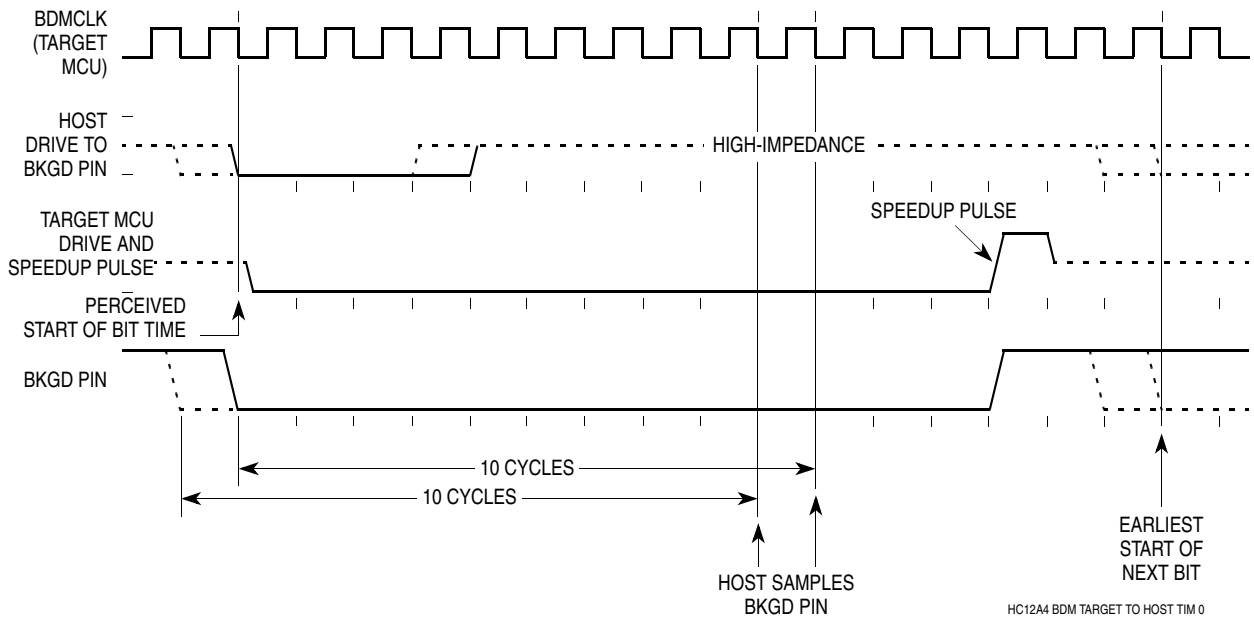 BDMCLK
(TARGET
MCU)
HOST
DRIVE TO
BKGD PIN
HIGH-IMPEDANCE
TARGET MCU
DRIVE AND
SPEEDUP PULSE
SPEEDUP PULSE
PERCEIVED
START OF BIT TIME
BKGD PIN
10 CYCLES
10 CYCLES
HOST SAMPLES
BKGD PIN
EARLIEST
START OF
NEXT BIT
HC12A4 BDM TARGET TO HOST TIM 0